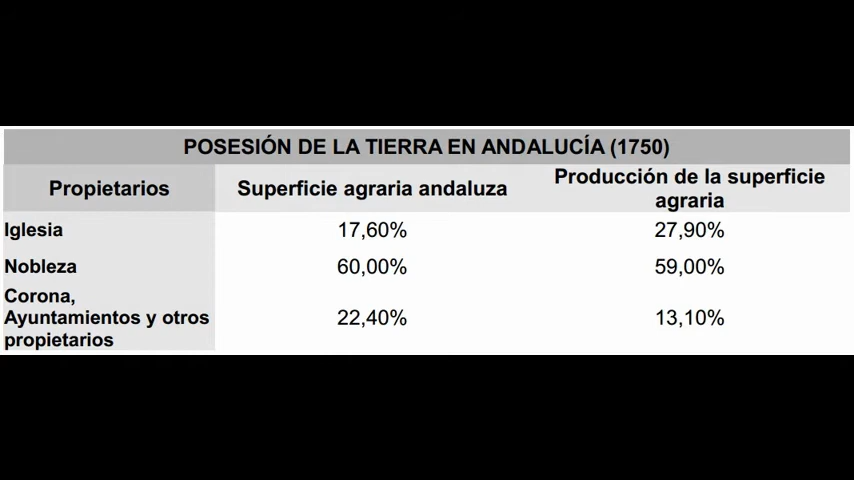 POSESIÓN DE LA TIERRA EN ANDALUCÍA (1750)
Propietarios Superficie agraria andaluza Producción de la superficie
agraria
Iglesia 17,60% 27,90%
Nobleza 60,00% 59,00%
Corona,
Ayuntamientos y otros 22,40% 13,10%
propietarios